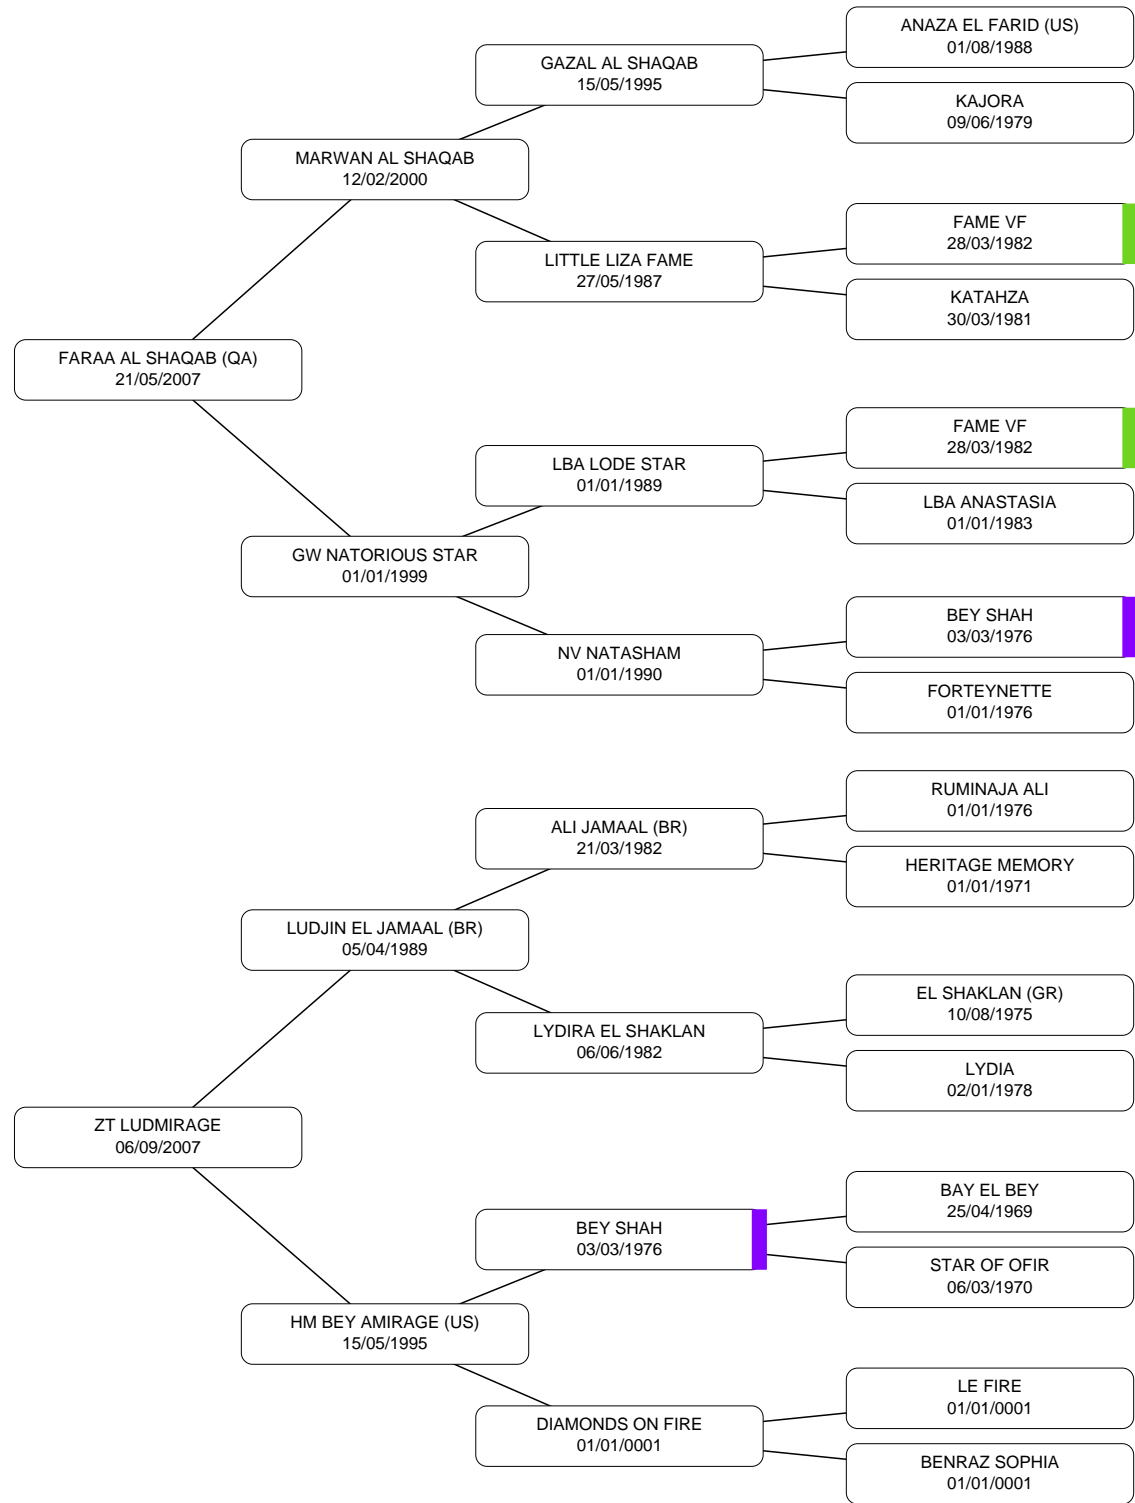 ANAZA EL FARID (US)
01/08/1988
GAZAL AL SHAQAB
15/05/1995
KAJORA
09/06/1979
MARWAN AL SHAQAB
12/02/2000
FAME VF
28/03/1982
LITTLE LIZA FAME
27/05/1987
KATAHZA
30/03/1981
FARAA AL SHAQAB (QA)
21/05/2007
FAME VF
28/03/1982
LBA LODE STAR
01/01/1989
LBA ANASTASIA
01/01/1983
GW NATORIOUS STAR
01/01/1999
BEY SHAH
03/03/1976
NV NATASHAM
01/01/1990
FORTEYNETTE
01/01/1976
RUMINAJA ALI
01/01/1976
ALI JAMAAL (BR)
21/03/1982
HERITAGE MEMORY
01/01/1971
LUDJIN EL JAMAAL (BR)
05/04/1989
EL SHAKLAN (GR)
10/08/1975
LYDIRA EL SHAKLAN
06/06/1982
LYDIA
02/01/1978
ZT LUDMIRAGE
06/09/2007
BAY EL BEY
25/04/1969
BEY SHAH
03/03/1976
STAR OF OFIR
06/03/1970
HM BEY AMIRAGE (US)
15/05/1995
LE FIRE
01/01/0001
DIAMONDS ON FIRE
01/01/0001
BENRAZ SOPHIA
01/01/0001